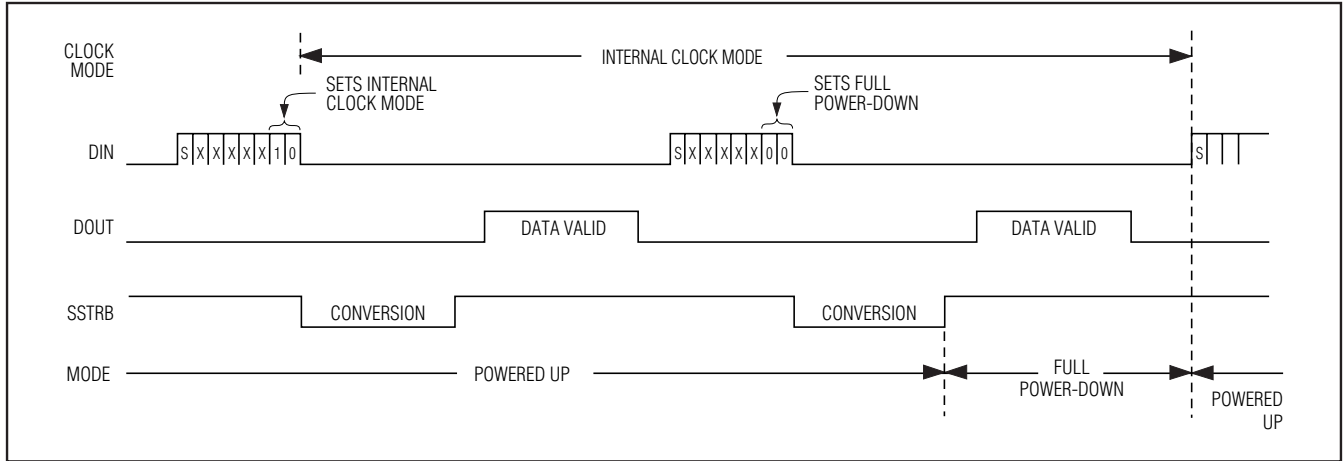 CLOCK
MODE
INTERNAL CLOCK MODE
SETS INTERNAL
CLOCK MODE
SETS FULL
POWER-DOWN
DIN
S X X X X X 1 0
S X X X X X 0 0
S
DOUT
DATA VALID
DATA VALID
SSTRB
CONVERSION
CONVERSION
MODE
POWERED UP
FULL
POWER-DOWN
POWERED
UP